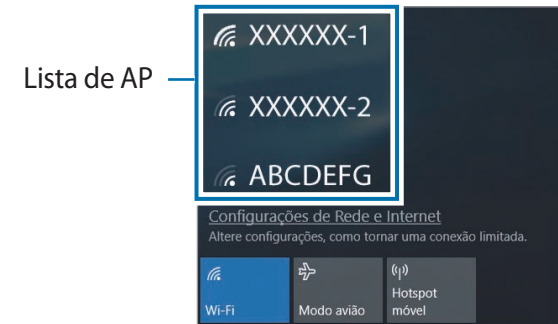 XXXXXX-1
Lista de AP
XXXXXX-2
ABCDEFG
Configurações de Rede e Internet
Altere configurações, como tornar uma conexão limitada.
Wi-Fi
Modo avião
Hotspot
móvel